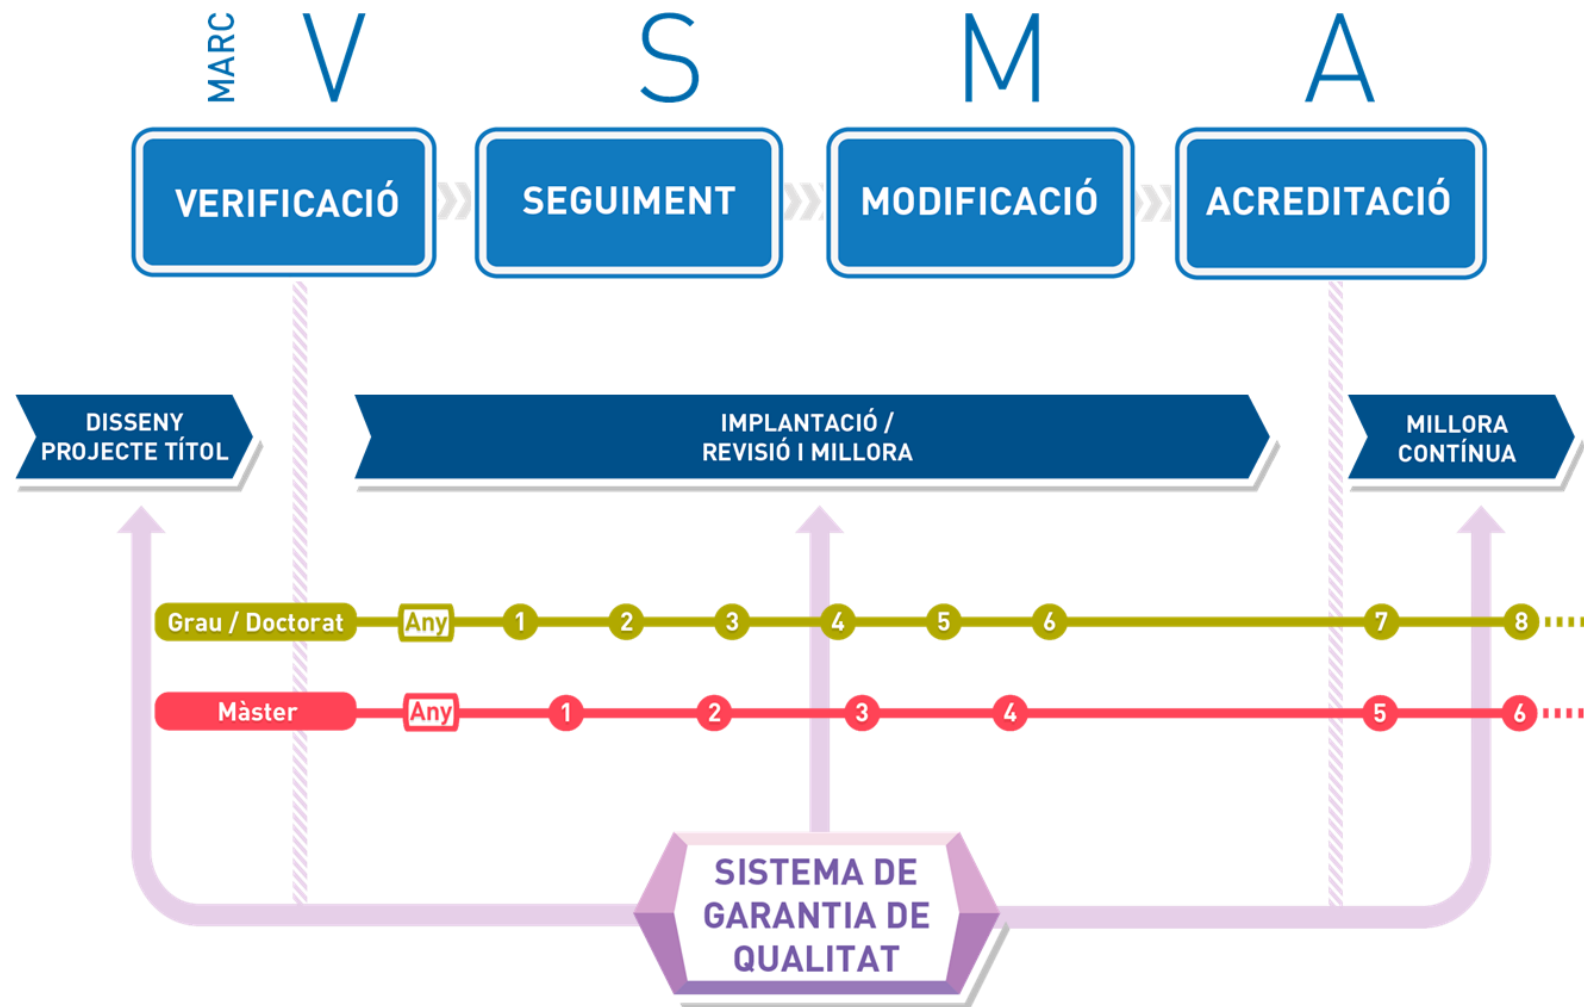 MARC
V
S
M
A
VERIFICACIÓ
SEGUIMENT
MODIFICACIÓ
ACREDITACIÓ
DISSENY
PROJECTE TÍTOL
IMPLANTACIÓ /
REVISIÓ I MILLORA
MILLORA
CONTÍNUA
Grau / Doctorat Any 1 2 3 4 5 6 7 8
Màster Any 1 2 3 4 5 6
SISTEMA DE
GARANTIA DE
QUALITAT